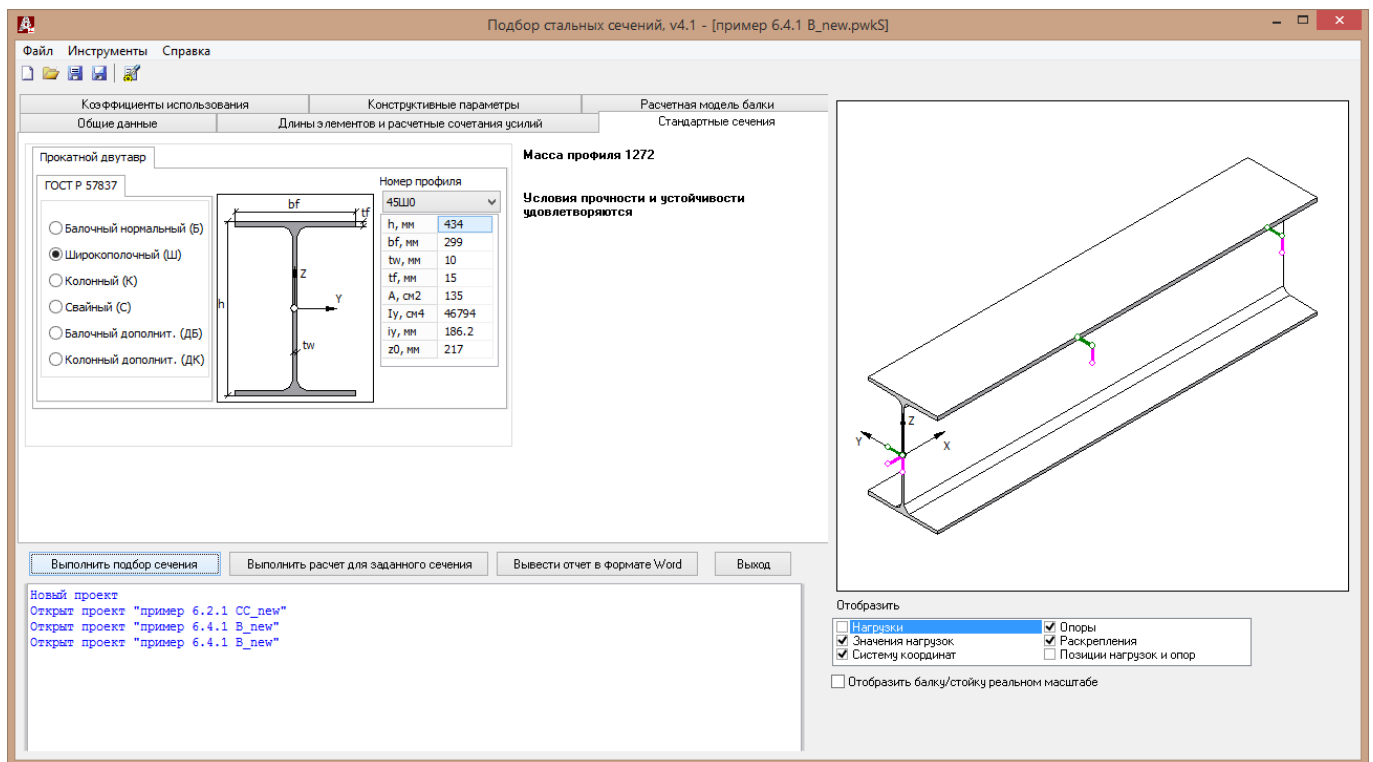 Подбор стальных сечений, v4.1 - [пример 6.4.1 B_new.pwkS]
Файл Инструменты Справка
Коэффициенты использования Конструктивные параметры Расчетная модель балки
Общие данные Длины элементов и расчетные сочетания усилий Стандартные сечения
Прокатной двутавр
ГОСТ Р 57837
Балочный нормальный (Б)
Широкополочный (Ш)
Колонный (К)
Свайный (С)
Балочный дополнит. (ДБ)
Колонный дополнит. (ДК)
bf
tf
Z
Y
h
tw
Номер профиля
45Ш0
h, мм 434
bf, мм 299
tw, мм 10
tf, мм 15
A, см2 135
Iy, см4 46794
iy, мм 186.2
z0, мм 217
Масса профиля 1272
Условия прочности и устойчивости
удовлетворяются
Z
Y
X
Выполнить подбор сечения Выполнить расчет для заданного сечения Вывести отчет в формате Word Выход
Новый проект
Открыт проект "пример 6.2.1 CC_new"
Открыт проект "пример 6.4.1 B_new"
Открыт проект "пример 6.4.1 B_new"
Отобразить
Нагрузки Опоры
Значения нагрузок Раскрепления
Систему координат Позиции нагрузок и опор
Отобразить балку/стойку реальном масштабе